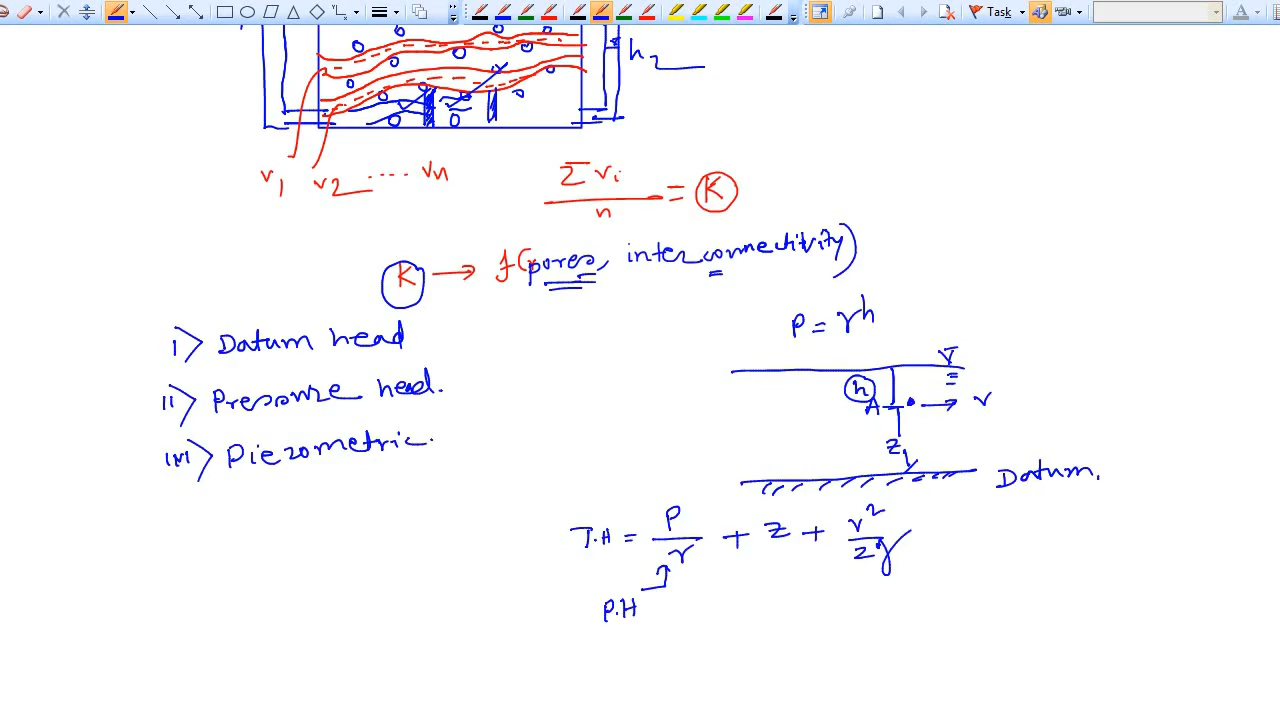 Task
h2
v1 v2 .... vn
Σvi/n = K
K → f(pores, interconnectivity)
P = γh
i) Datum head
ii) Pressure head.
iii) Piezometric.
h
A
v
Z
Datum.
T.H = P/γ + Z + v²/2g
P.H